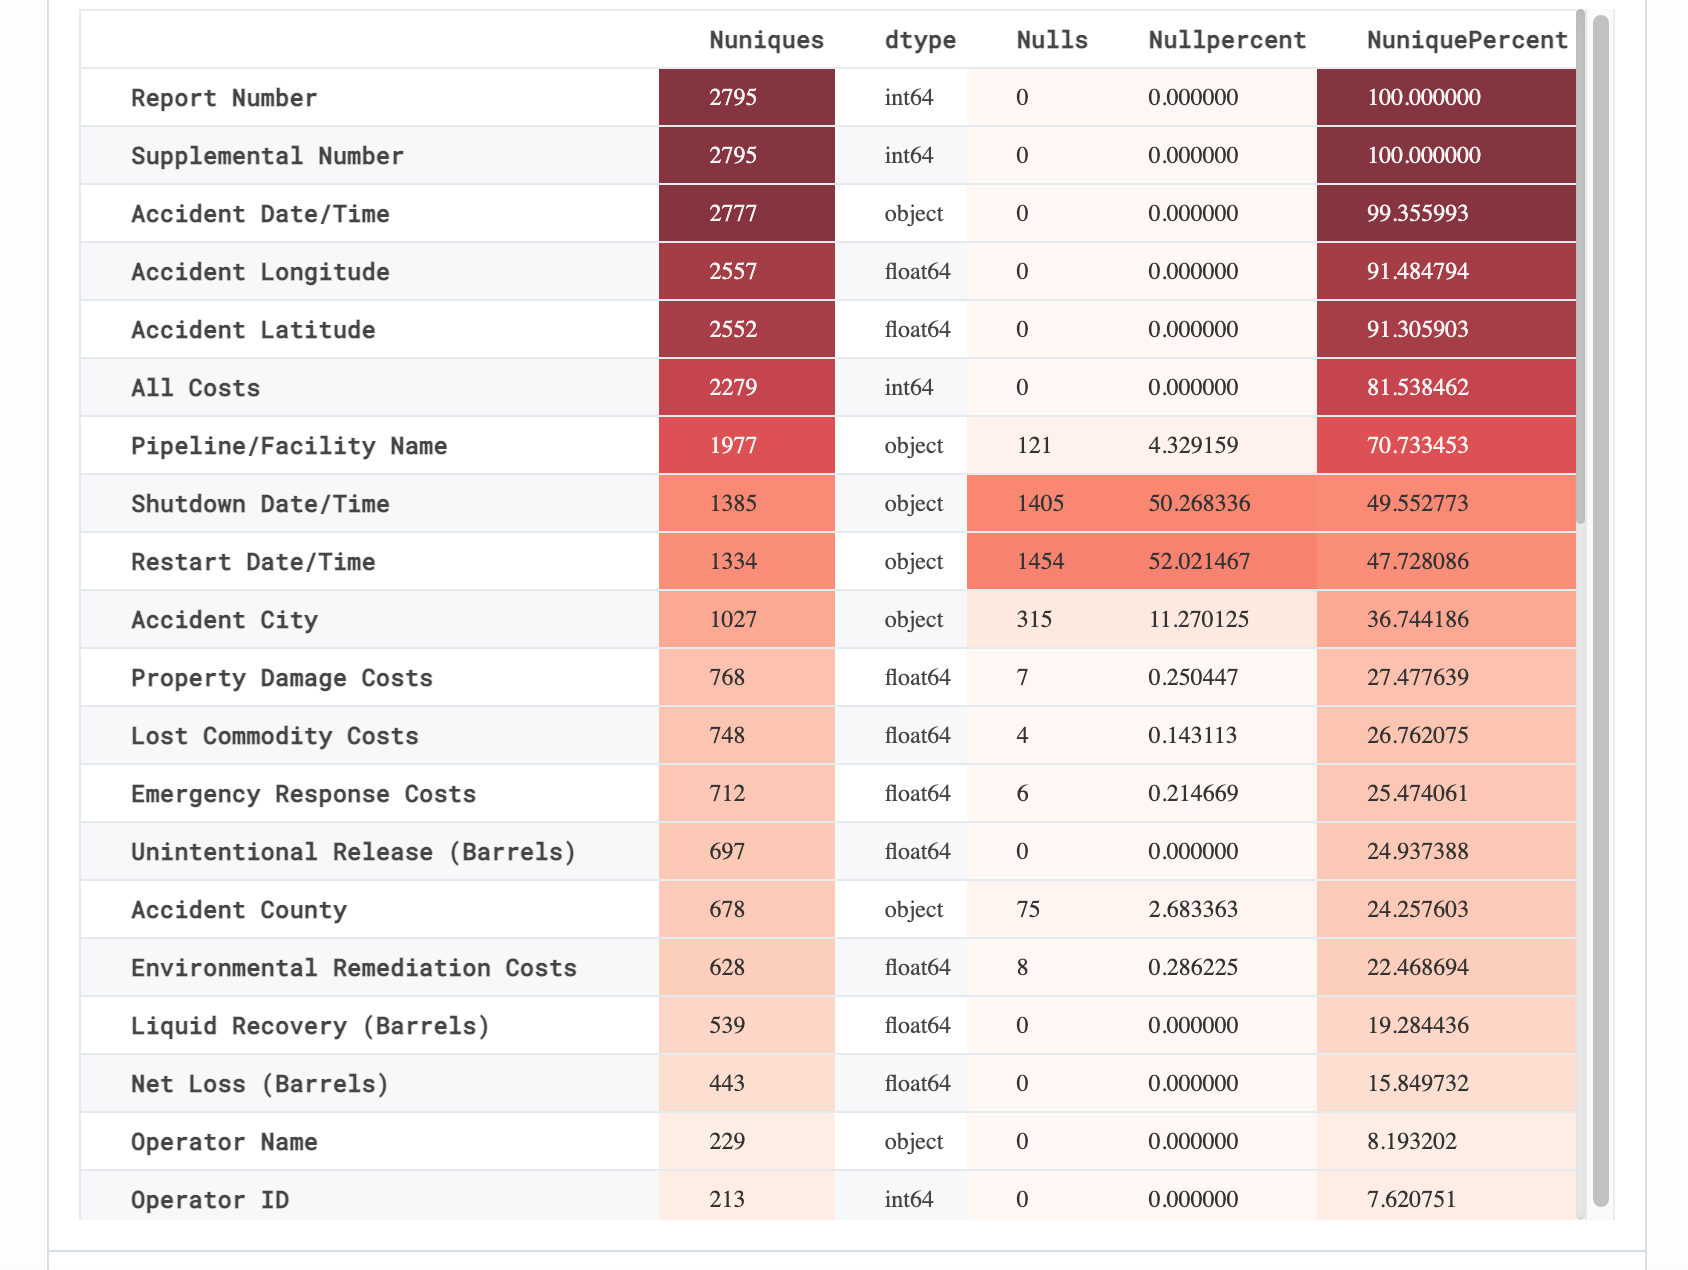 Nuniques dtype Nulls Nullpercent NuniquePercent
Report Number 2795 int64 0 0.000000 100.000000
Supplemental Number 2795 int64 0 0.000000 100.000000
Accident Date/Time 2777 object 0 0.000000 99.355993
Accident Longitude 2557 float64 0 0.000000 91.484794
Accident Latitude 2552 float64 0 0.000000 91.305903
All Costs 2279 int64 0 0.000000 81.538462
Pipeline/Facility Name 1977 object 121 4.329159 70.733453
Shutdown Date/Time 1385 object 1405 50.268336 49.552773
Restart Date/Time 1334 object 1454 52.021467 47.728086
Accident City 1027 object 315 11.270125 36.744186
Property Damage Costs 768 float64 7 0.250447 27.477639
Lost Commodity Costs 748 float64 4 0.143113 26.762075
Emergency Response Costs 712 float64 6 0.214669 25.474061
Unintentional Release (Barrels) 697 float64 0 0.000000 24.937388
Accident County 678 object 75 2.683363 24.257603
Environmental Remediation Costs 628 float64 8 0.286225 22.468694
Liquid Recovery (Barrels) 539 float64 0 0.000000 19.284436
Net Loss (Barrels) 443 float64 0 0.000000 15.849732
Operator Name 229 object 0 0.000000 8.193202
Operator ID 213 int64 0 0.000000 7.620751